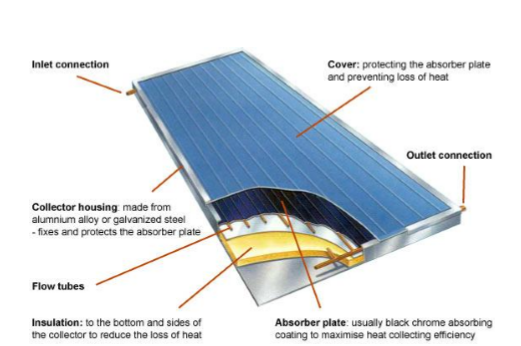 Inlet connection
Cover: protecting the absorber plate
and preventing loss of heat
Outlet connection
Collector housing: made from
alumnium alloy or galvanized steel
- fixes and protects the absorber plate
Flow tubes
Insulation: to the bottom and sides of
the collector to reduce the loss of heat
Absorber plate: usually black chrome absorbing
coating to maximise heat collecting efficiency